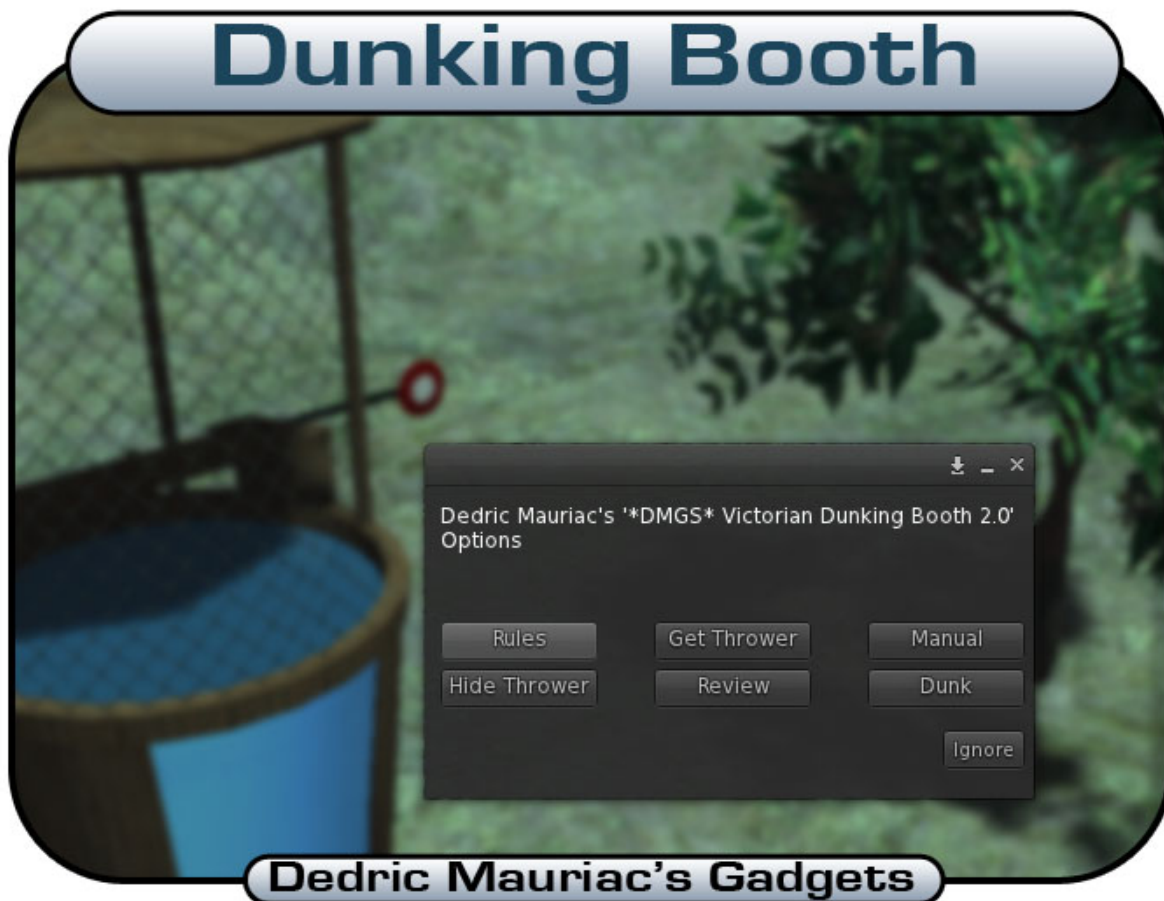 Dunking Booth
Dedric Mauriac's '*DMGS* Victorian Dunking Booth 2.0'
Options
Rules Get Thrower Manual
Hide Thrower Review Dunk
Ignore
Dedric Mauriac's Gadgets